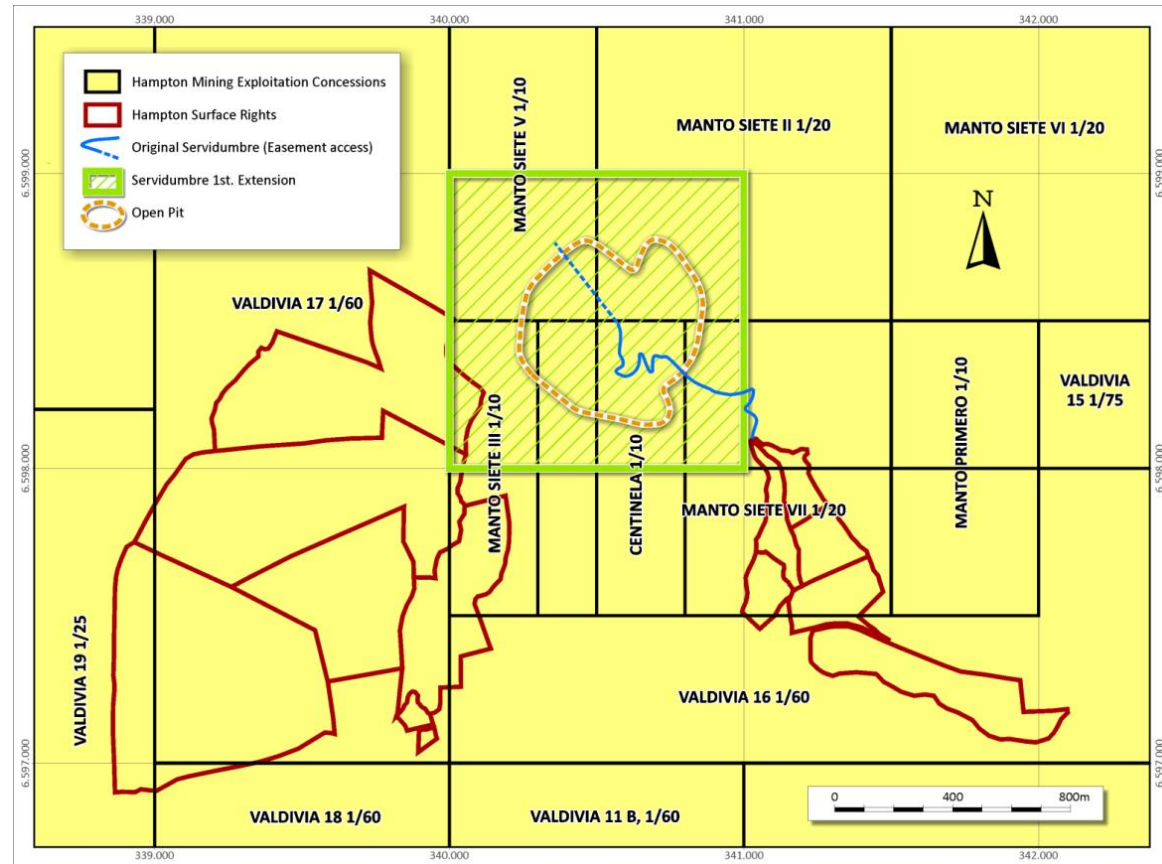 339.000
340.000
341.000
342.000
Hampton Mining Exploitation Concessions
Hampton Surface Rights
Original Servidumbre (Easement access)
Servidumbre 1st. Extension
Open Pit
MANTO SIETE V 1/10
MANTO SIETE II 1/20
MANTO SIETE VI 1/20
6.599.000
6.599.000
N
VALDIVIA 17 1/60
MANTO SIETE III 1/10
CENTINELA 1/10
MANTO PRIMERO 1/10
VALDIVIA
15 1/75
6.598.000
6.598.000
MANTO SIETE VII 1/20
VALDIVIA 19 1/25
VALDIVIA 16 1/60
6.597.000
6.597.000
0
400
800m
VALDIVIA 18 1/60
VALDIVIA 11 B, 1/60
339.000
340.000
341.000
342.000